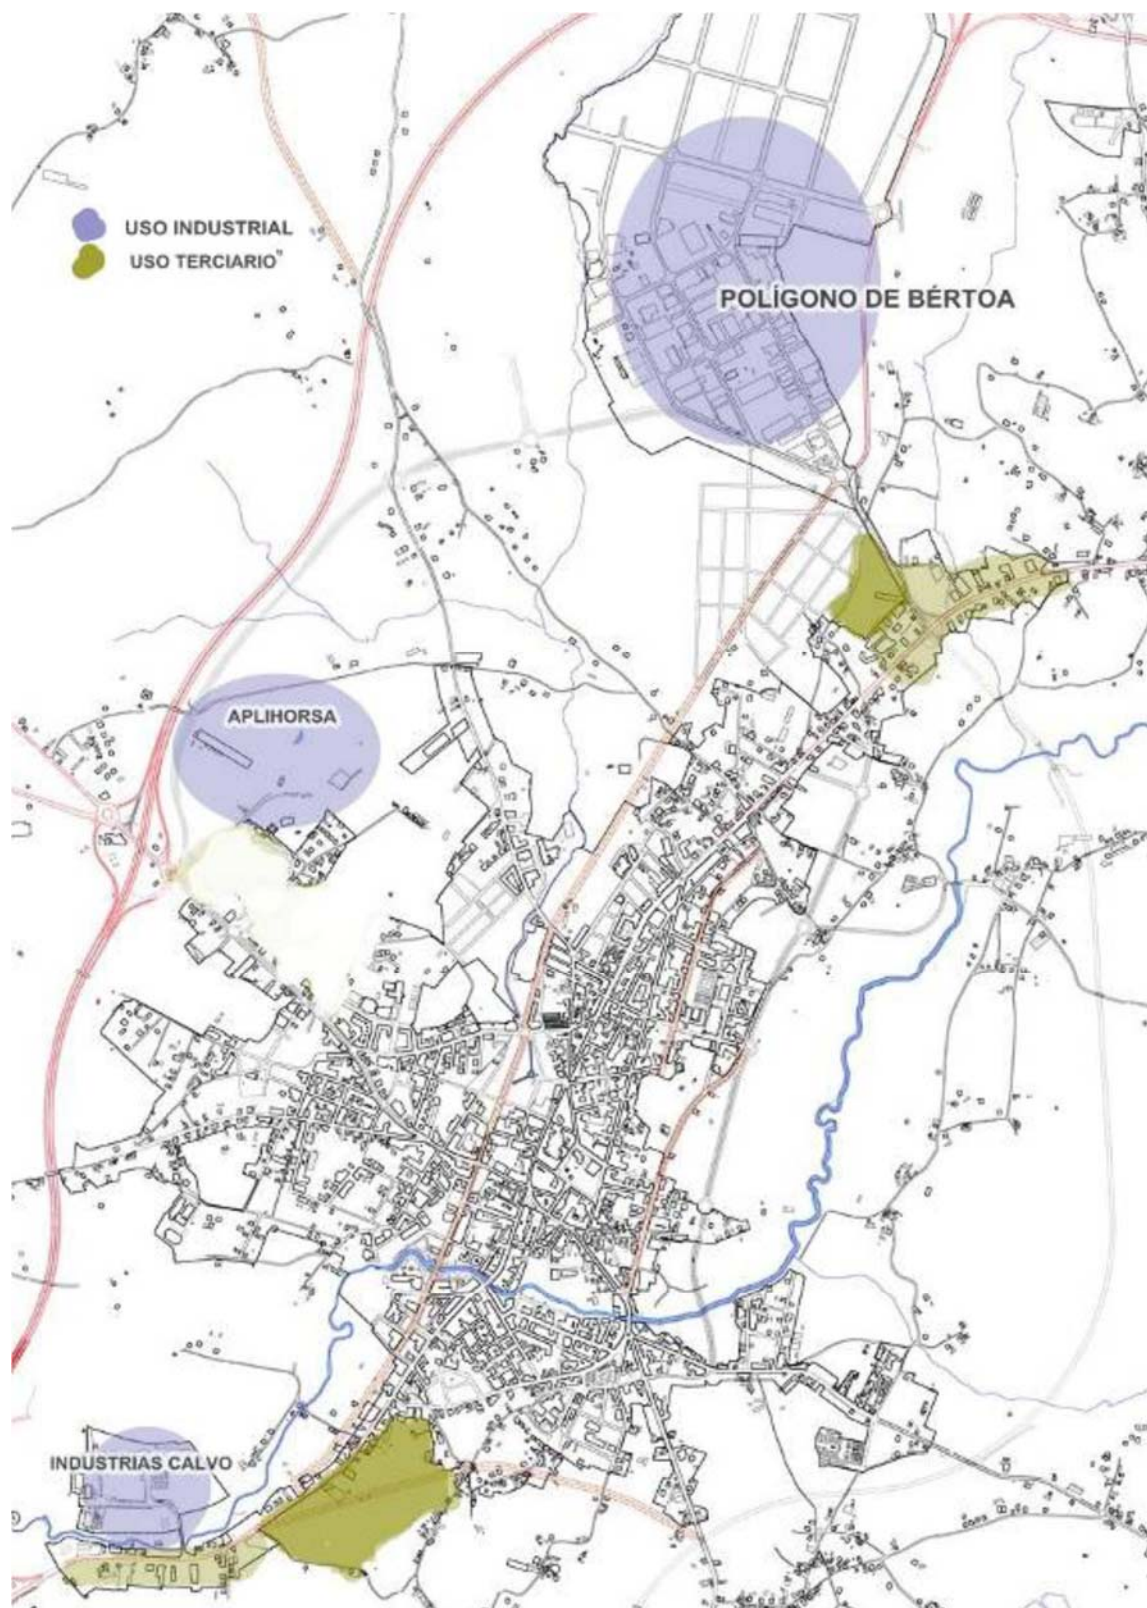 USO INDUSTRIAL
USO TERCIARIO"
POLÍGONO DE BÉRTOA
APLIHORSA
INDUSTRIAS CALVO